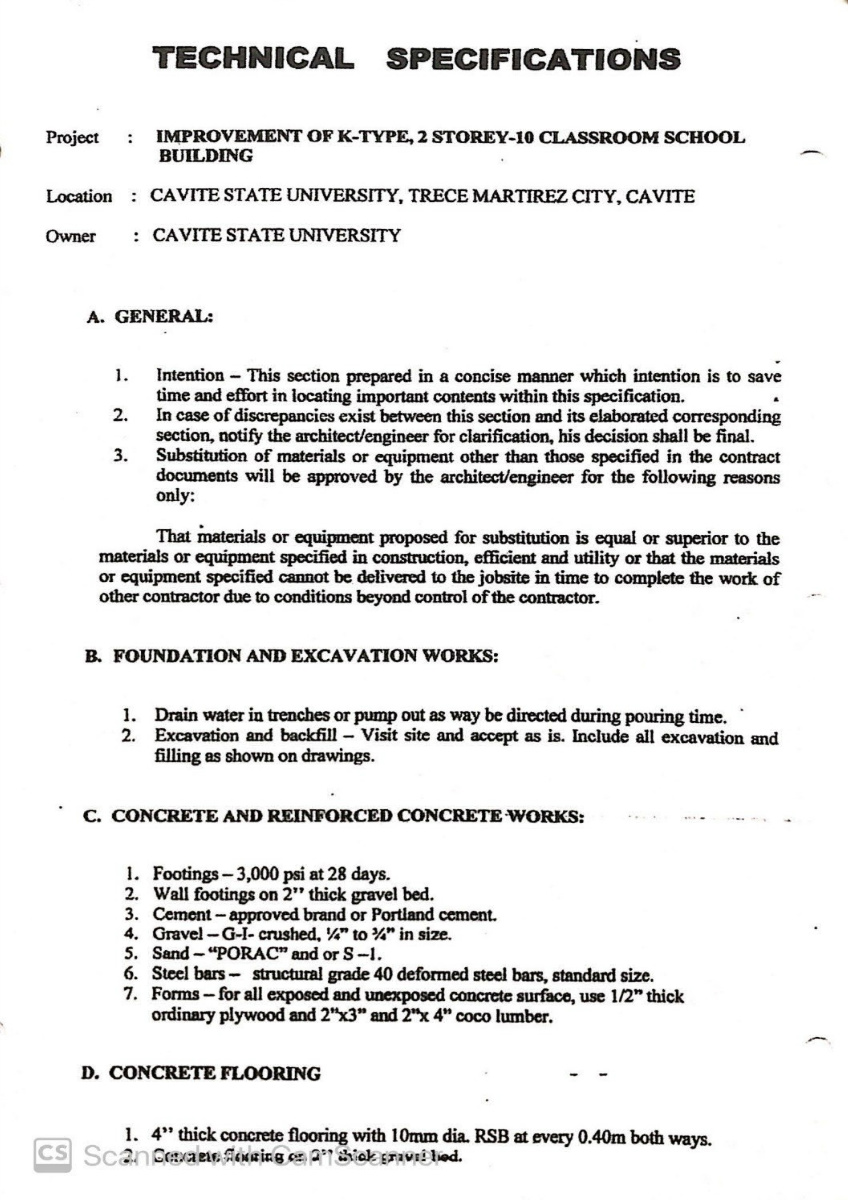 TECHNICAL SPECIFICATIONS
Project : IMPROVEMENT OF K-TYPE, 2 STOREY-10 CLASSROOM SCHOOL
BUILDING
Location : CAVITE STATE UNIVERSITY, TRECE MARTIREZ CITY, CAVITE
Owner : CAVITE STATE UNIVERSITY
A. GENERAL:
1. Intention – This section prepared in a concise manner which intention is to save
time and effort in locating important contents within this specification.
2. In case of discrepancies exist between this section and its elaborated corresponding
section, notify the architect/engineer for clarification, his decision shall be final.
3. Substitution of materials or equipment other than those specified in the contract
documents will be approved by the architect/engineer for the following reasons
only:
That materials or equipment proposed for substitution is equal or superior to the
materials or equipment specified in construction, efficient and utility or that the materials
or equipment specified cannot be delivered to the jobsite in time to complete the work of
other contractor due to conditions beyond control of the contractor.
B. FOUNDATION AND EXCAVATION WORKS:
1. Drain water in trenches or pump out as way be directed during pouring time.
2. Excavation and backfill – Visit site and accept as is. Include all excavation and
filling as shown on drawings.
C. CONCRETE AND REINFORCED CONCRETE WORKS:
1. Footings – 3,000 psi at 28 days.
2. Wall footings on 2" thick gravel bed.
3. Cement – approved brand or Portland cement.
4. Gravel – G-I- crushed, ¼" to ¾" in size.
5. Sand – "PORAC" and or S –1.
6. Steel bars – structural grade 40 deformed steel bars, standard size.
7. Forms – for all exposed and unexposed concrete surface, use 1/2" thick
ordinary plywood and 2"x3" and 2"x 4" coco lumber.
D. CONCRETE FLOORING
1. 4" thick concrete flooring with 10mm dia. RSB at every 0.40m both ways.
2. Concrete flooring on 2" thick gravel bed.
CS Scanned with CamScanner